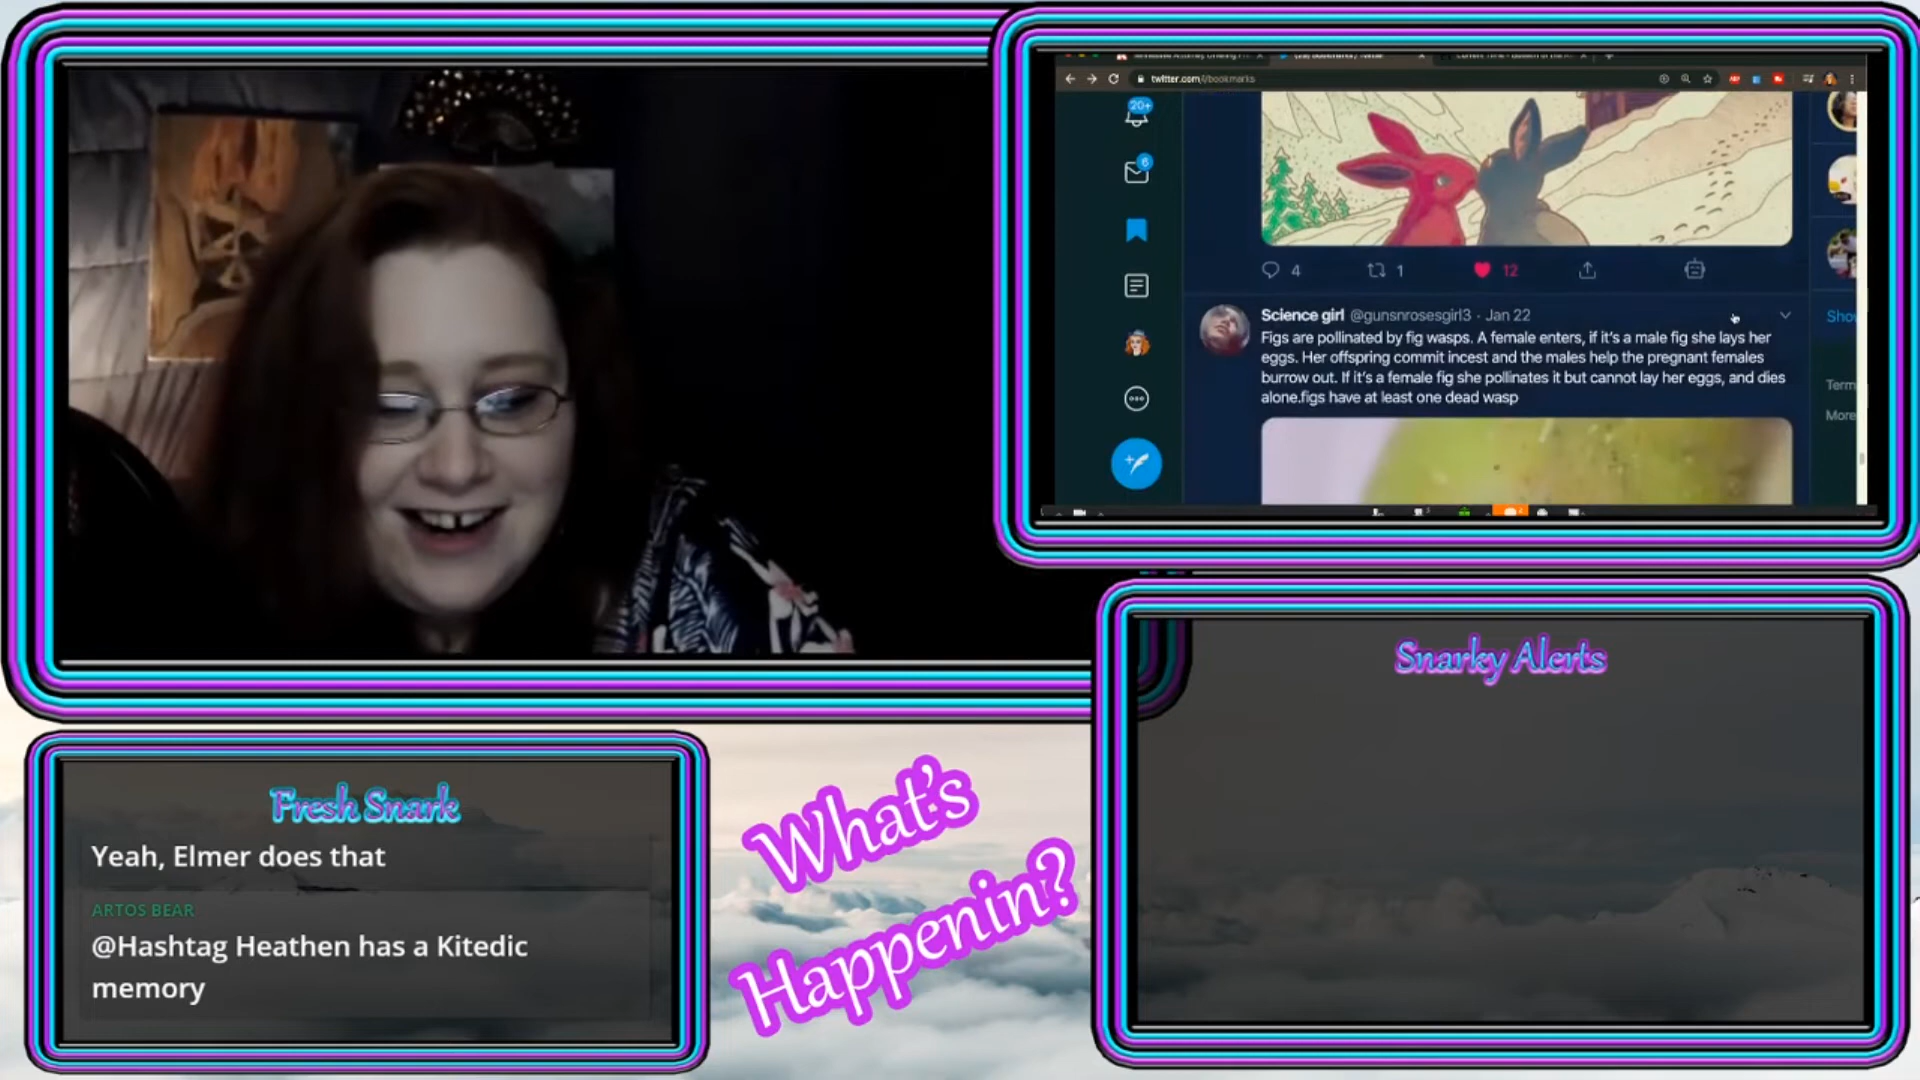 twitter.com/i/bookmarks
20+
6
4
1
12
Science girl @gunsnrosesgirl3 · Jan 22
Figs are pollinated by fig wasps. A female enters, if it's a male fig she lays her
eggs. Her offspring commit incest and the males help the pregnant females
burrow out. If it's a female fig she pollinates it but cannot lay her eggs, and dies
alone.figs have at least one dead wasp
Term
More
Snarky Alerts
Fresh Snark
Yeah, Elmer does that
ARTOS BEAR
@Hashtag Heathen has a Kitedic
memory
What's
Happenin?